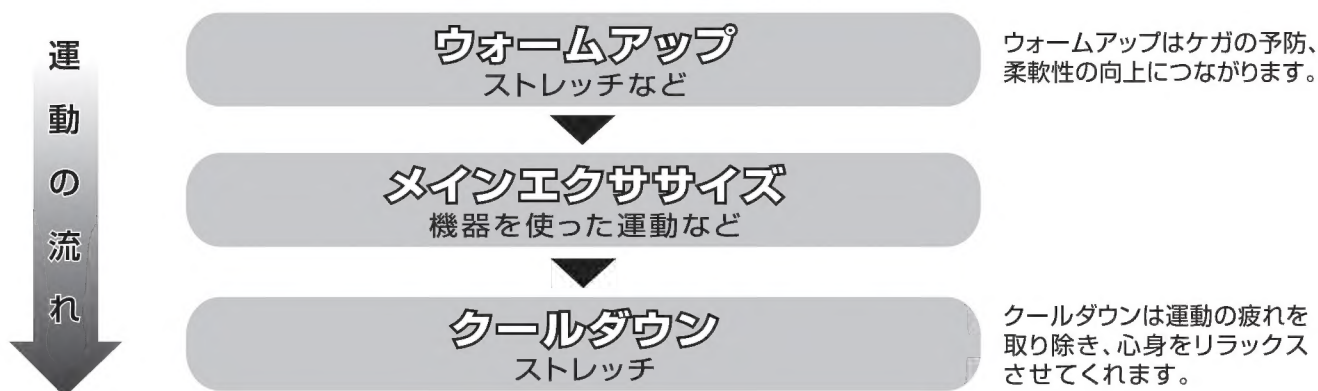 運動の流れ
ウォームアップ
ストレッチなど
ウォームアップはケガの予防、
柔軟性の向上につながります。
メインエクササイズ
機器を使った運動など
クールダウン
ストレッチ
クールダウンは運動の疲れを
取り除き、心身をリラックス
させてくれます。